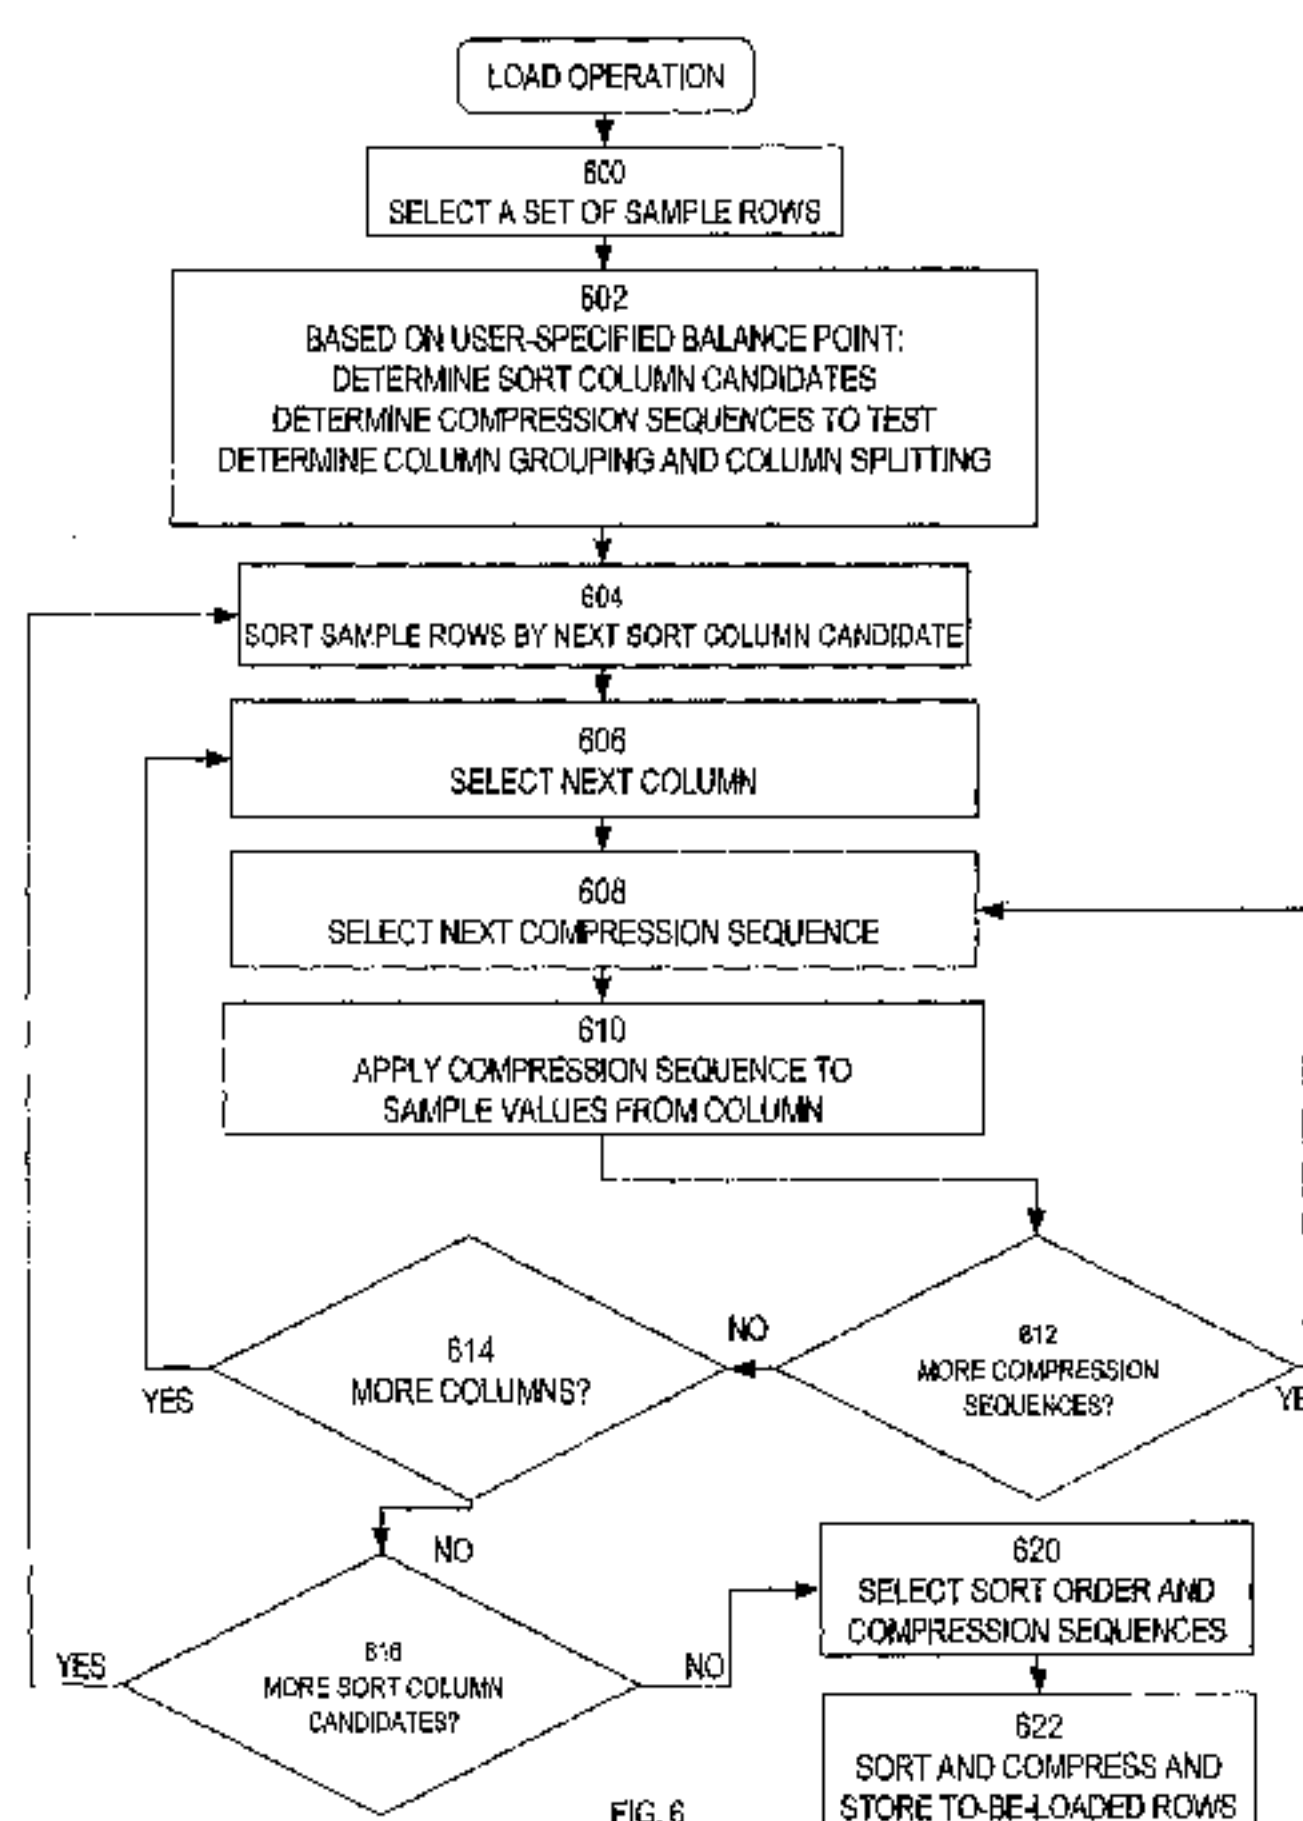 LOAD OPERATION
600
SELECT A SET OF SAMPLE ROWS
602
BASED ON USER-SPECIFIED BALANCE POINT:
DETERMINE SORT COLUMN CANDIDATES
DETERMINE COMPRESSION SEQUENCES TO TEST
DETERMINE COLUMN GROUPING AND COLUMN SPLITTING
604
SORT SAMPLE ROWS BY NEXT SORT COLUMN CANDIDATE
606
SELECT NEXT COLUMN
608
SELECT NEXT COMPRESSION SEQUENCE
610
APPLY COMPRESSION SEQUENCE TO
SAMPLE VALUES FROM COLUMN
612
MORE COMPRESSION
SEQUENCES?
NO
614
MORE COLUMNS?
YES
NO
616
MORE SORT COLUMN
CANDIDATES?
YES
NO
620
SELECT SORT ORDER AND
COMPRESSION SEQUENCES
622
SORT AND COMPRESS AND
STORE TO-BE-LOADED ROWS
FIG. 6